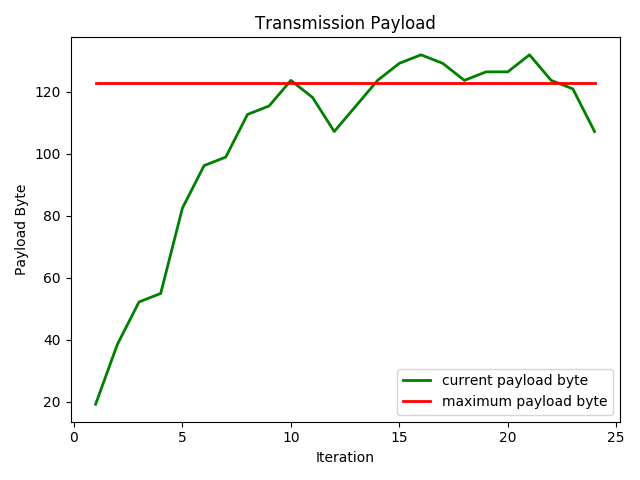 Transmission Payload
Payload Byte
120
100
80
60
40
20
0
5
10
15
20
25
Iteration
current payload byte
maximum payload byte